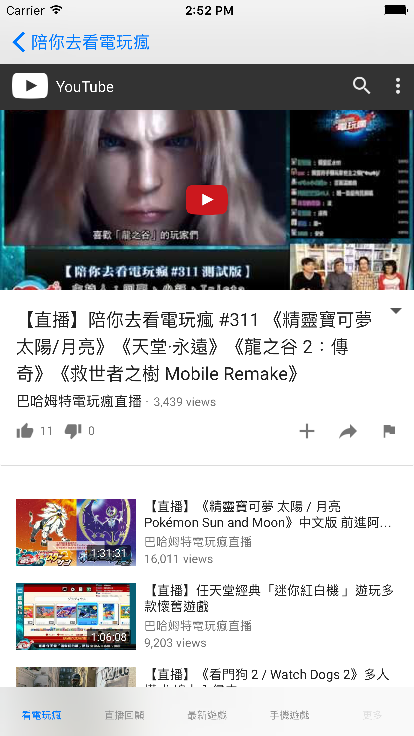 Carrier 2:52 PM
陪你去看電玩瘋
YouTube
喜歡「龍之谷」的玩家們
【 陪你去看電玩瘋 #311 測試版 】
【直播】陪你去看電玩瘋 #311 《精靈寶可夢
太陽/月亮》《天堂·永遠》《龍之谷 2：傳
奇》《救世者之樹 Mobile Remake》
巴哈姆特電玩瘋直播 · 3,439 views
11 0
【直播】《精靈寶可夢 太陽 / 月亮
Pokémon Sun and Moon》中文版 前進阿...
巴哈姆特電玩瘋直播
16,011 views
1:31:31
【直播】任天堂經典「迷你紅白機 」遊玩多
款懷舊遊戲
巴哈姆特電玩瘋直播
9,203 views
1:06:08
【直播】《看門狗 2 / Watch Dogs 2》多人
看電玩瘋 直播回顧 最新遊戲 手機遊戲 更多